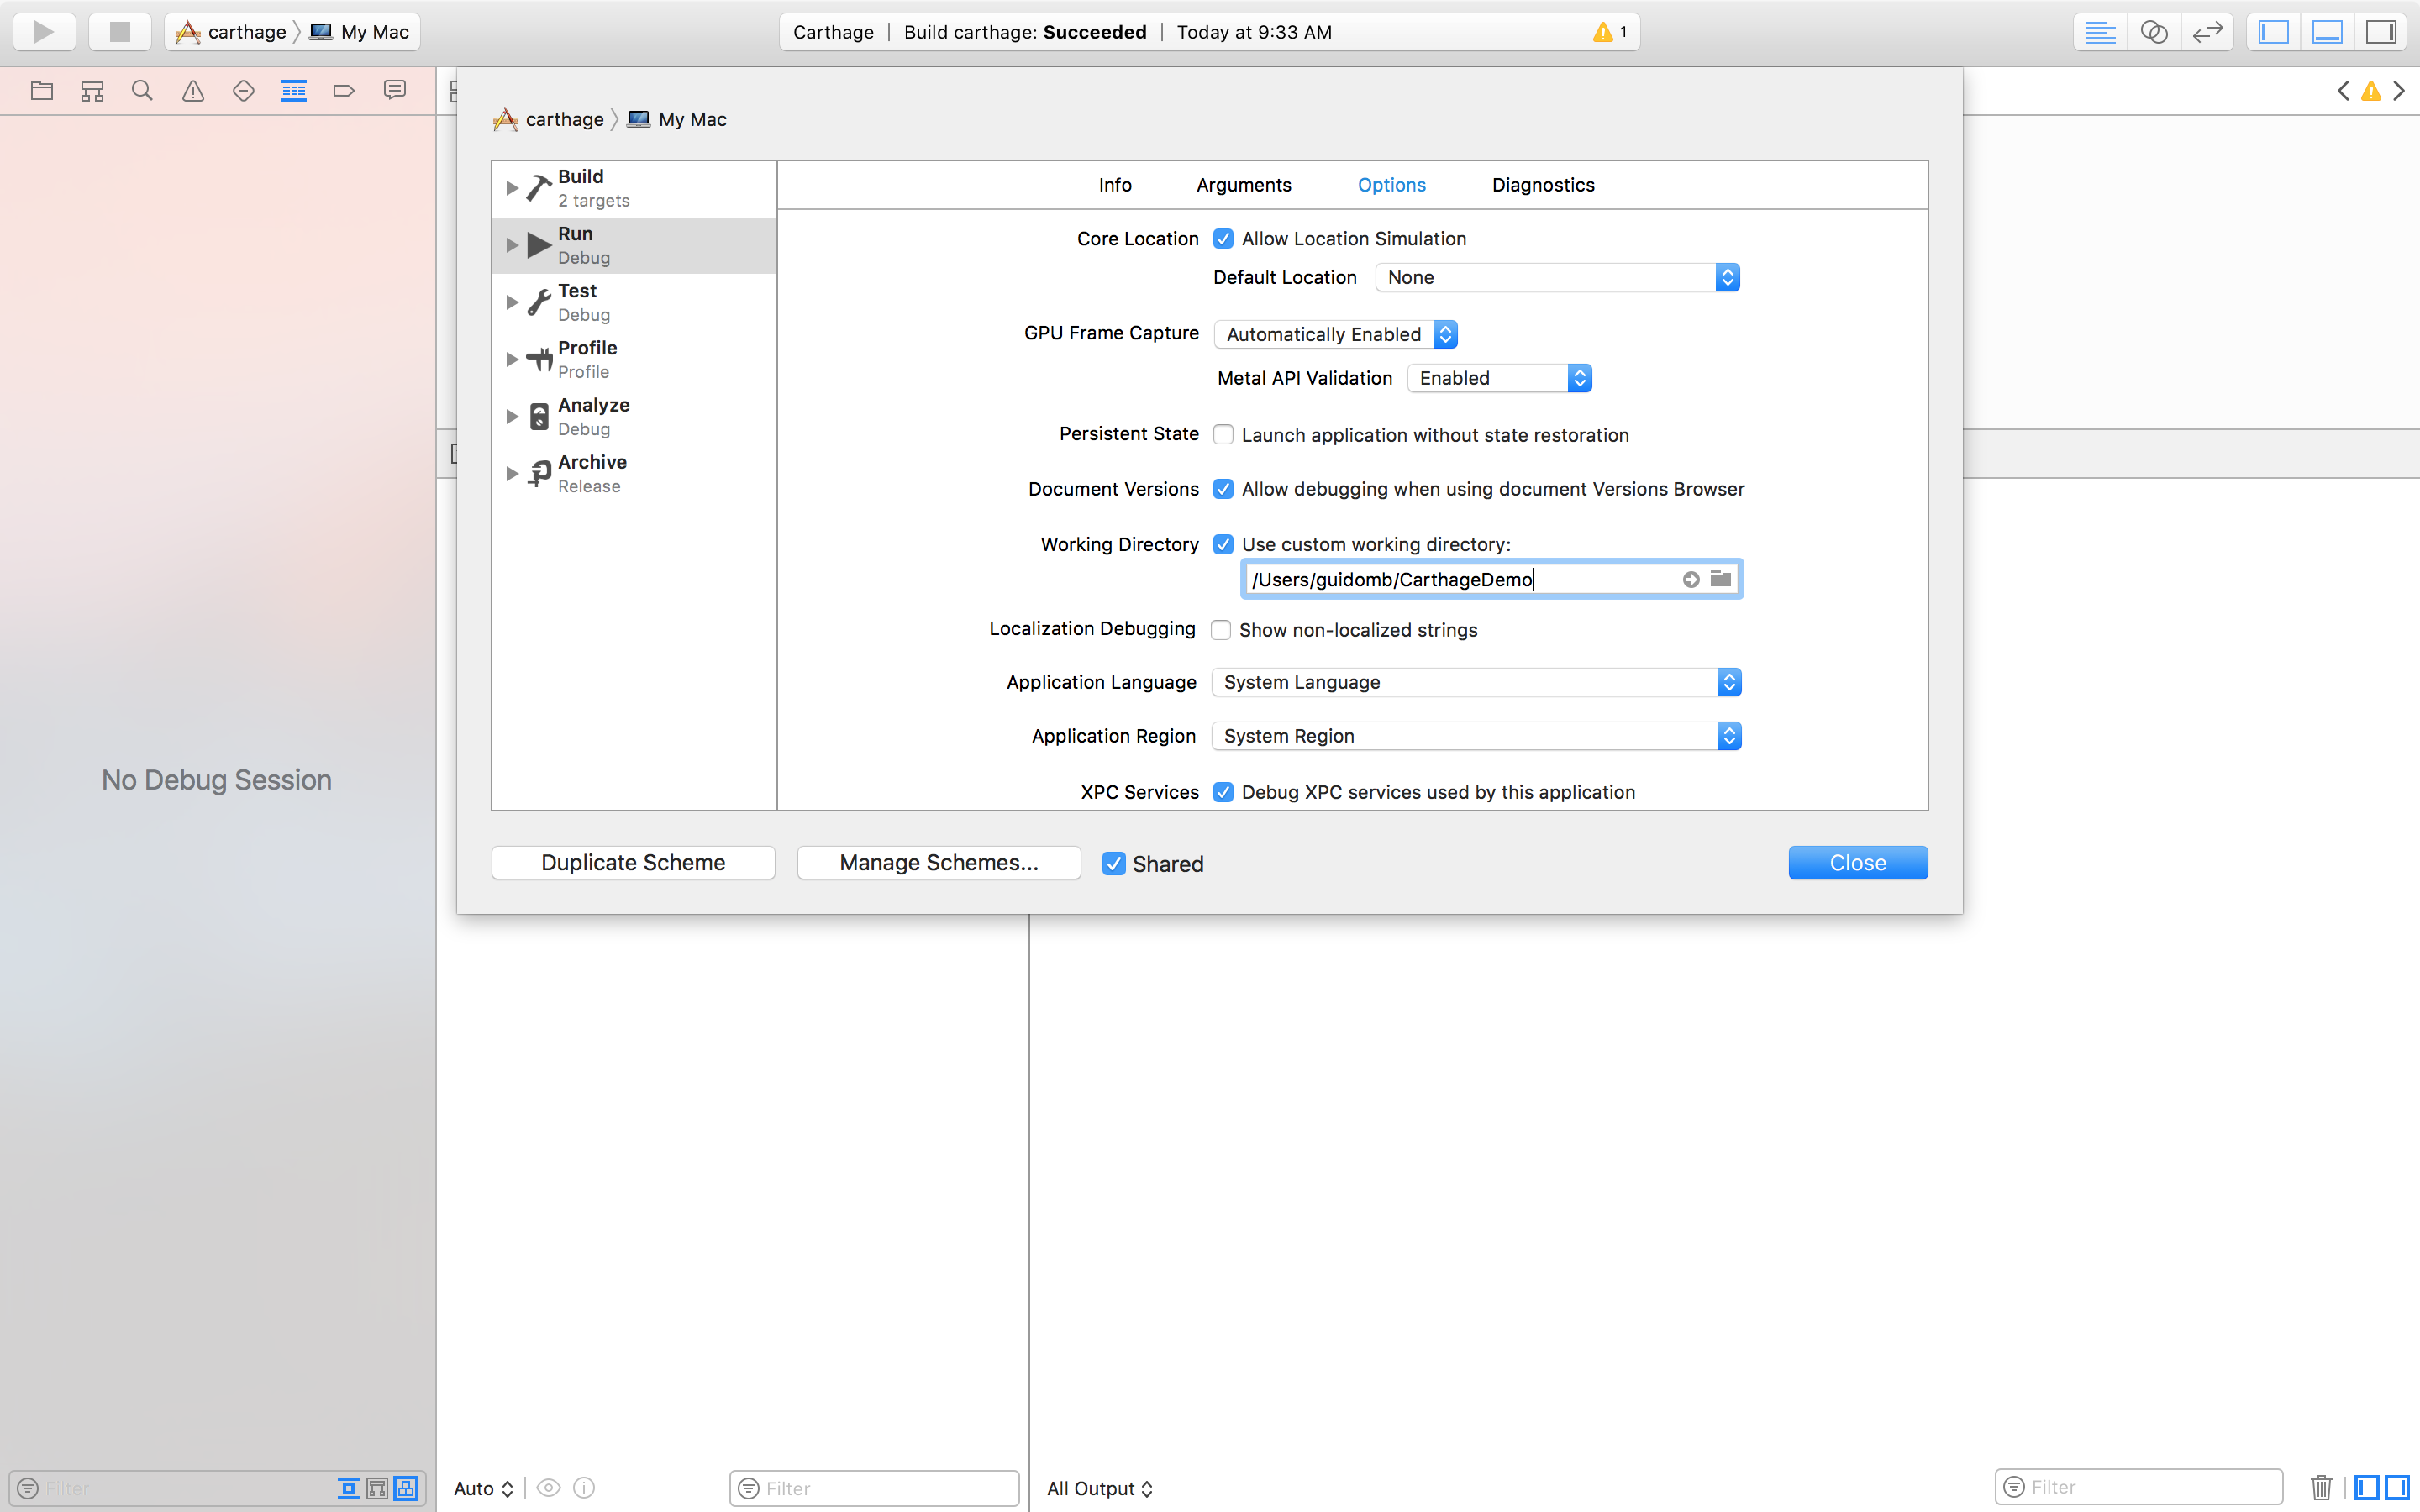 carthage My Mac
Carthage Build carthage: Succeeded Today at 9:33 AM 1
carthage My Mac
Build
2 targets
Run
Debug
Test
Debug
Profile
Profile
Analyze
Debug
Archive
Release
Info Arguments Options Diagnostics
Core Location Allow Location Simulation
Default Location None
GPU Frame Capture Automatically Enabled
Metal API Validation Enabled
Persistent State Launch application without state restoration
Document Versions Allow debugging when using document Versions Browser
Working Directory Use custom working directory:
/Users/guidomb/CarthageDemo
Localization Debugging Show non-localized strings
Application Language System Language
Application Region System Region
XPC Services Debug XPC services used by this application
Duplicate Scheme Manage Schemes... Shared Close
No Debug Session
Filter Auto Filter All Output Filter